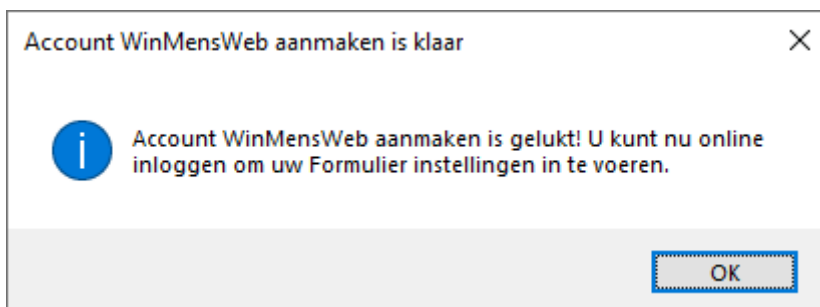 Account WinMensWeb aanmaken is klaar
Account WinMensWeb aanmaken is gelukt! U kunt nu online
inloggen om uw Formulier instellingen in te voeren.
OK